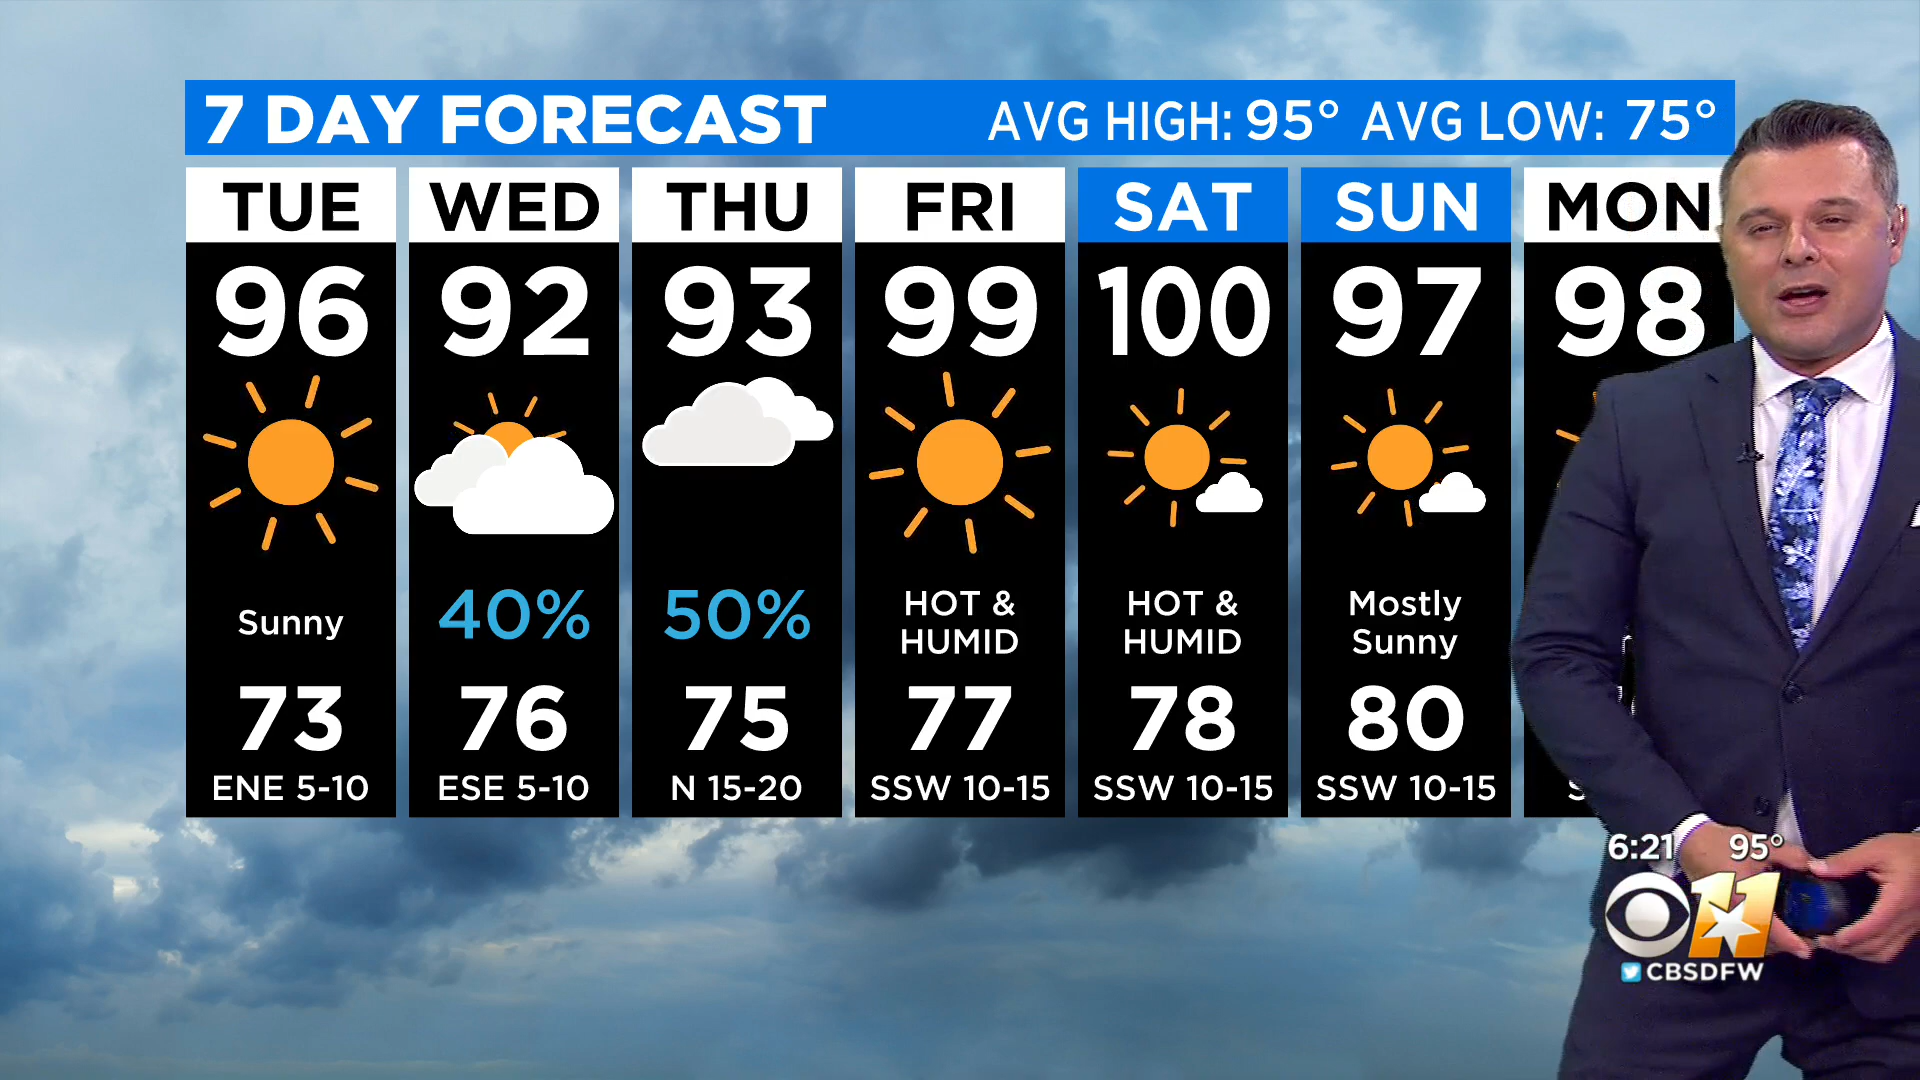 7 DAY FORECAST AVG HIGH: 95° AVG LOW: 75°
TUE WED THU FRI SAT SUN MON
96 92 93 99 100 97 98
Sunny 40% 50% HOT & HUMID HOT & HUMID Mostly Sunny
73 76 75 77 78 80
ENE 5-10 ESE 5-10 N 15-20 SSW 10-15 SSW 10-15 SSW 10-15
6:21 95°
11
CBSDFW